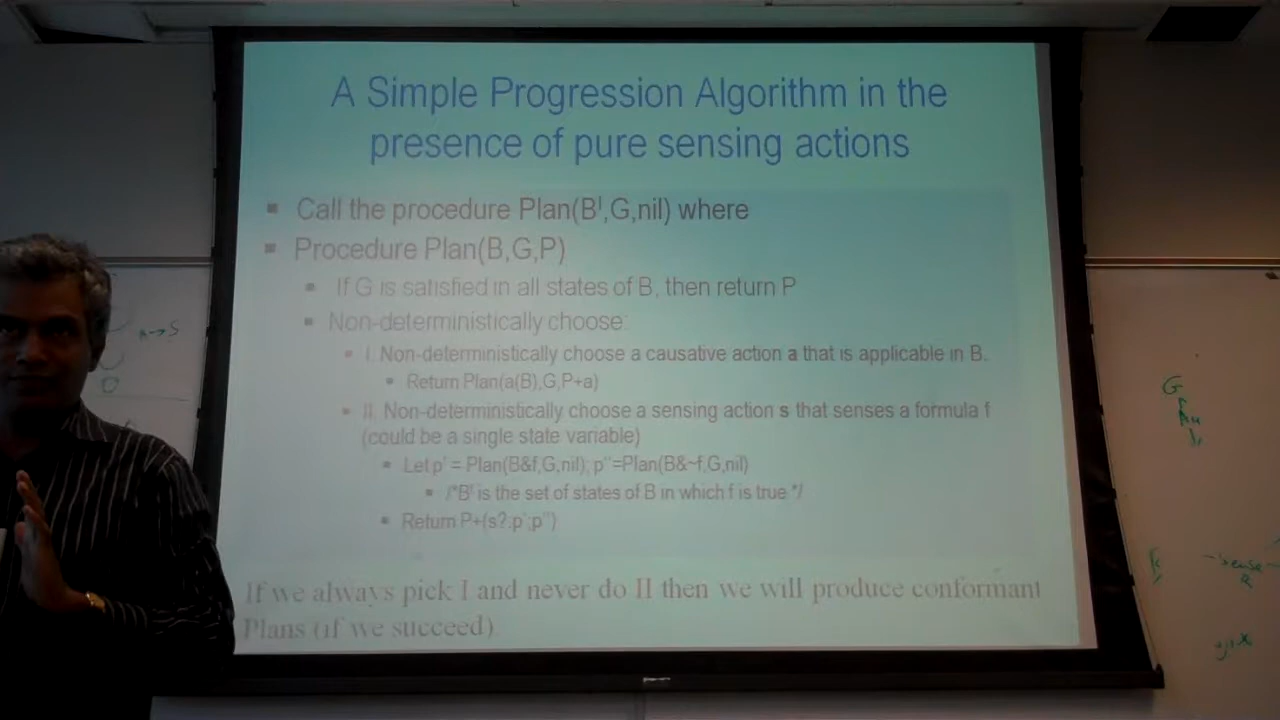 A Simple Progression Algorithm in the
presence of pure sensing actions
Call the procedure Plan(Bᴵ,G,nil) where
Procedure Plan(B,G,P)
If G is satisfied in all states of B, then return P
Non-deterministically choose:
I. Non-deterministically choose a causative action a that is applicable in B.
Return Plan(a(B),G,P+a)
II. Non-deterministically choose a sensing action s that senses a formula f
(could be a single state variable)
Let p' = Plan(B&f,G,nil); p''=Plan(B&~f,G,nil)
/*Bf is the set of states of B in which f is true */
Return P+(s?:p';p'')
If we always pick I and never do II then we will produce conformant
Plans (if we succeed)
G